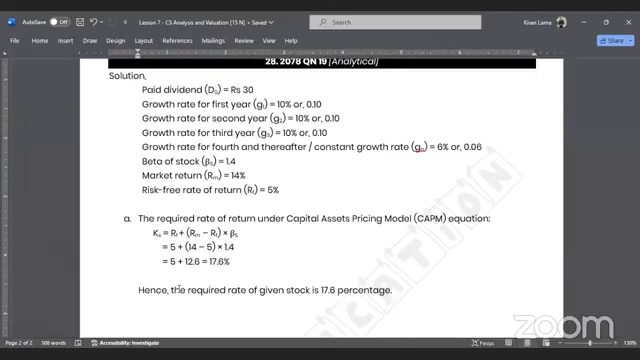 AutoSave Off Lesson 7 - CS Analysis and Valuation [15 N] • Saved Search Kiran Lama
File Home Insert Draw Design Layout References Mailings Review View Help Comments Editing Share
28. 2078 QN 19 [Analytical]
Solution,
Paid dividend (D0) = Rs 30
Growth rate for first year (g1) = 10% or, 0.10
Growth rate for second year (g2) = 10% or, 0.10
Growth rate for third year (g3) = 10% or, 0.10
Growth rate for fourth and thereafter / constant growth rate (gn) = 6% or, 0.06
Beta of stock (βs) = 1.4
Market return (Rm) = 14%
Risk-free rate of return (Rf) = 5%
a. The required rate of return under Capital Assets Pricing Model (CAPM) equation:
Ks = Rf + (Rm − Rf) × βs
= 5 + (14 − 5) × 1.4
= 5 + 12.6 = 17.6%
Hence, the required rate of given stock is 17.6 percentage.
zoom
Page 2 of 2 300 words Accessibility: Investigate Focus 130%